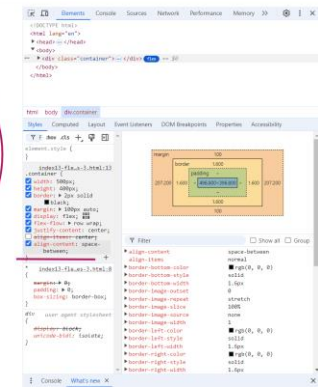 Elements Console Sources Network Performance Memory
<!DOCTYPE html>
<html lang="en">
<head> </head>
<body>
<div class="container"> </div> flex
</body>
</html>
html body div.container
Styles Computed Layout Event Listeners DOM Breakpoints Properties Accessibility
:hov .cls
element.style {
}
.container {
width: 500px;
height: 400px;
border: 2px solid
black;
margin: 100px auto;
display: flex;
flex-flow: row wrap;
justify-content: center;
align-items: center;
align-content: space-
between;
}
margin: 0;
padding: 0;
box-sizing: border-box;
}
div user agent stylesheet
display: block;
unicode-bidi: isolate;
}
margin 100
border 1.600
padding -
100
Filter Show all Group
align-content space-between
align-items normal
border-bottom-color rgb(0, 0, 0)
border-bottom-style solid
border-bottom-width 1.6px
border-image-outset 0
border-image-repeat stretch
border-image-slice 100%
border-image-source none
border-image-width 1
border-left-color rgb(0, 0, 0)
border-left-style solid
border-left-width 1.6px
border-right-color rgb(0, 0, 0)
border-right-style solid
border-right-width 1.6px
Console What's new